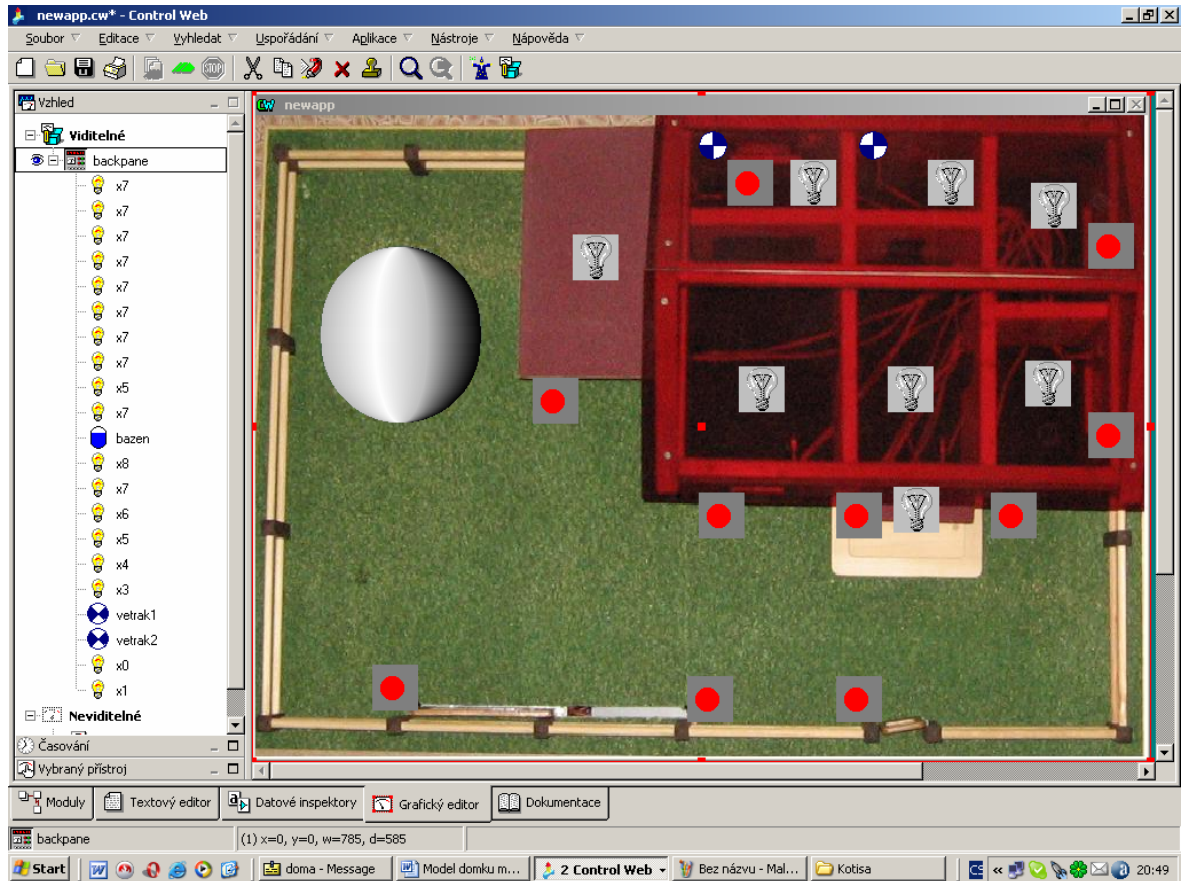 newapp.cw* - Control Web
Soubor Editace Vyhledat Uspořádání Aplikace Nástroje Nápověda
STOP
Vzhled
Viditelné
backpane
x7
x7
x7
x7
x7
x7
x7
x7
x5
x7
bazen
x8
x7
x6
x5
x4
x3
vetrak1
vetrak2
x0
x1
Neviditelné
Časování
Vybraný přístroj
newapp
Moduly Textový editor Datové inspektory Grafický editor Dokumentace
backpane (1) x=0, y=0, w=785, d=585
Start doma - Message Model domku m... 2 Control Web Bez názvu - Mal... Kotisa CS « 20:49